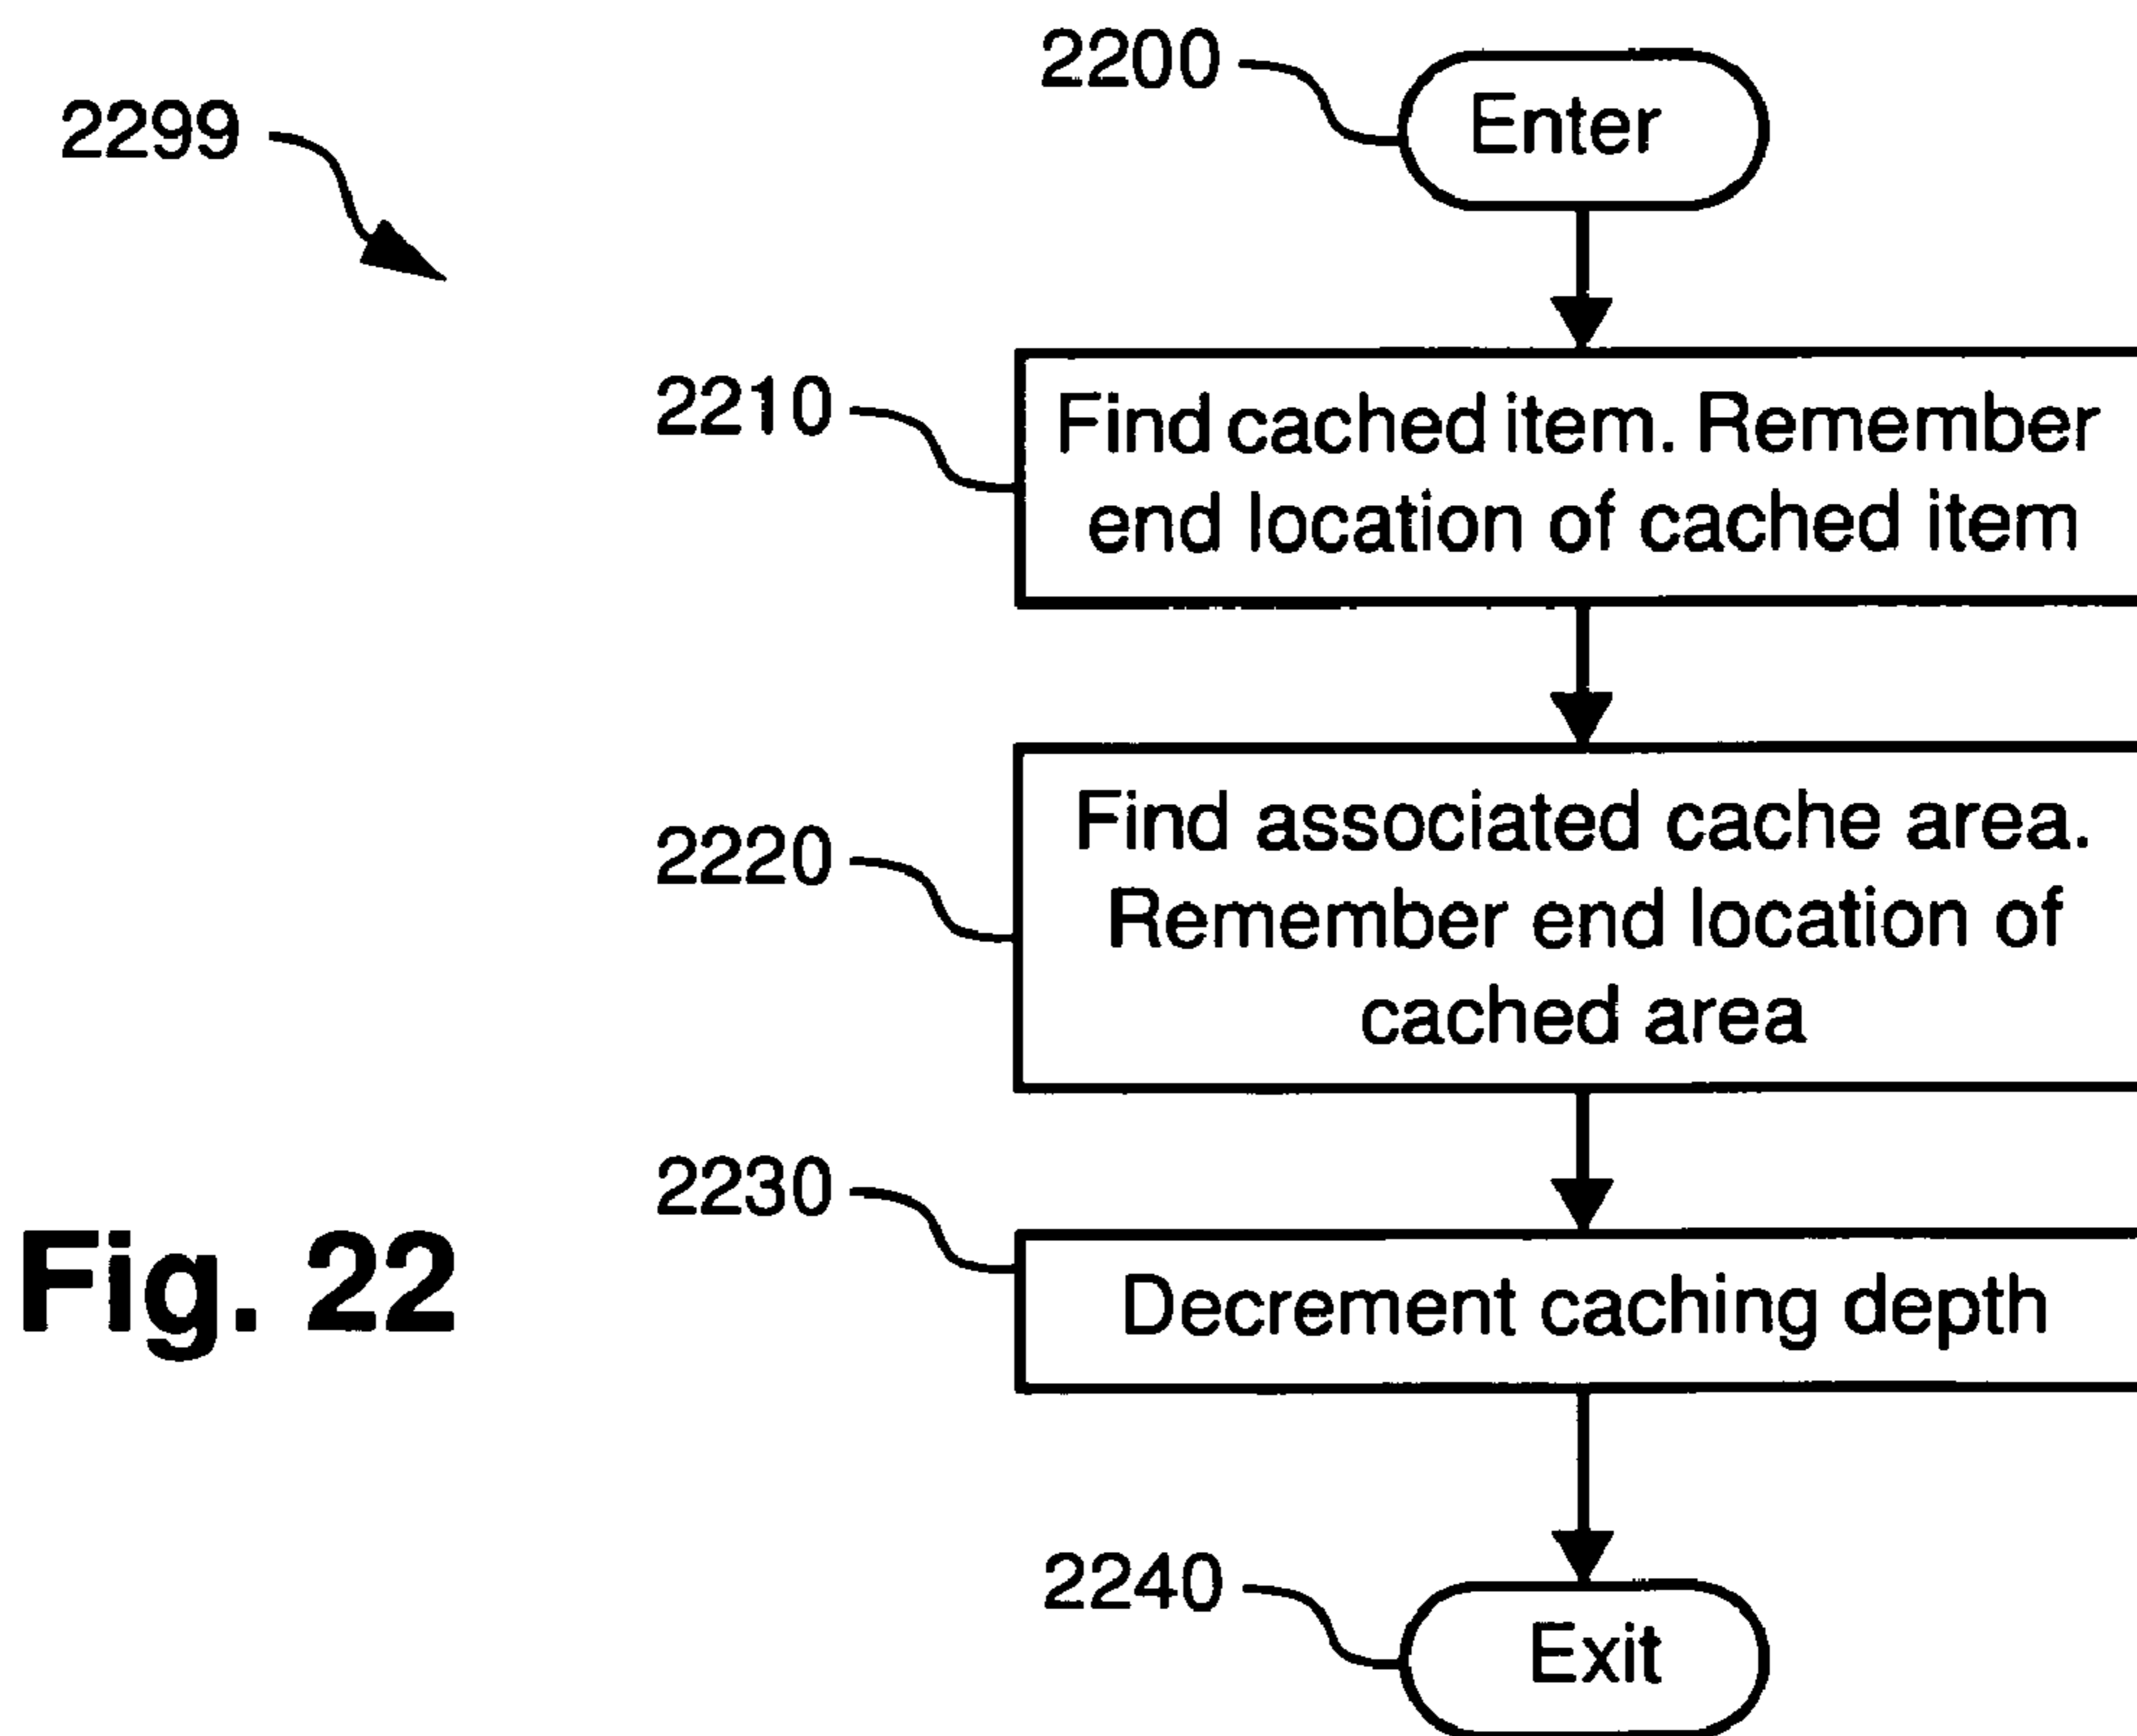 2200
Enter
2299
2210
Find cached item. Remember
end location of cached item
2220
Find associated cache area.
Remember end location of
cached area
2230
Decrement caching depth
Fig. 22
2240
Exit